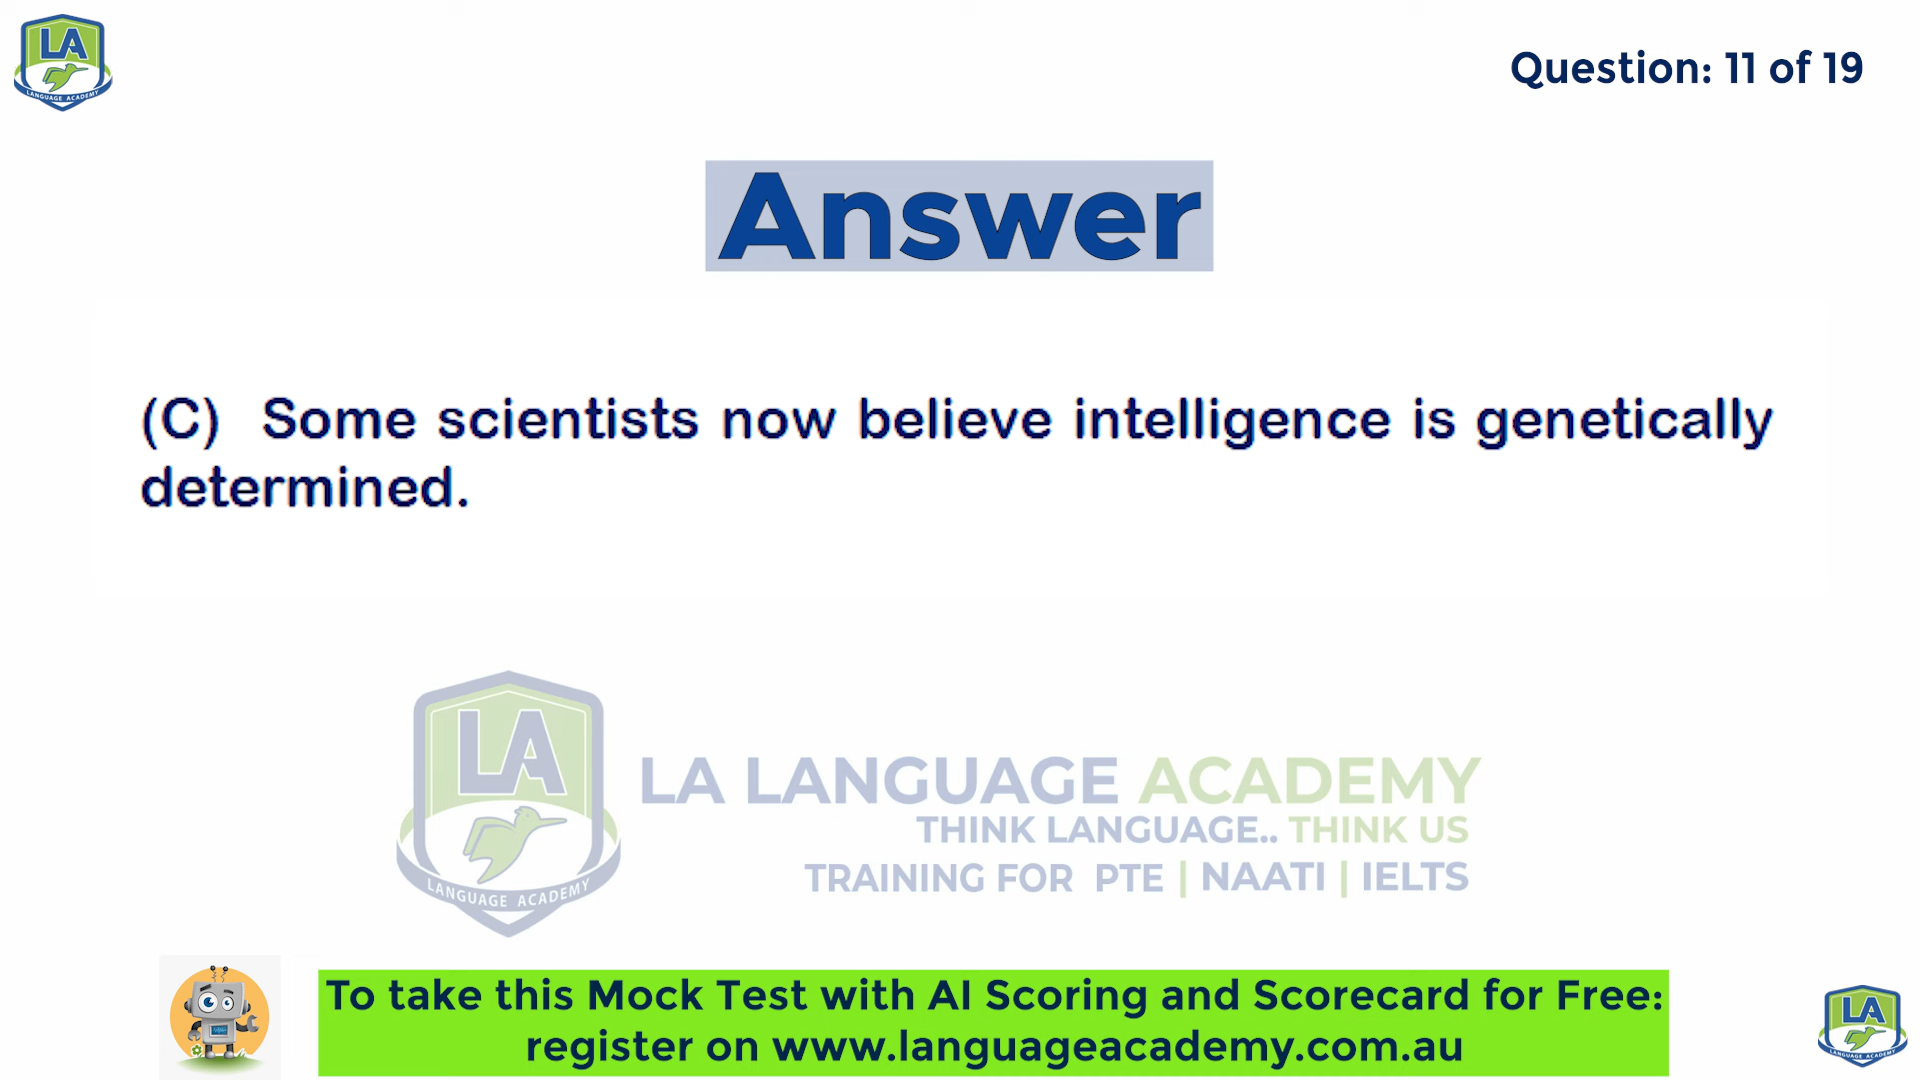 LA
LANGUAGE ACADEMY
Question: 11 of 19
Answer
(C) Some scientists now believe intelligence is genetically
determined.
LA
LANGUAGE ACADEMY
LA LANGUAGE ACADEMY
THINK LANGUAGE.. THINK US
TRAINING FOR PTE | NAATI | IELTS
To take this Mock Test with AI Scoring and Scorecard for Free:
register on www.languageacademy.com.au
LA
LANGUAGE ACADEMY